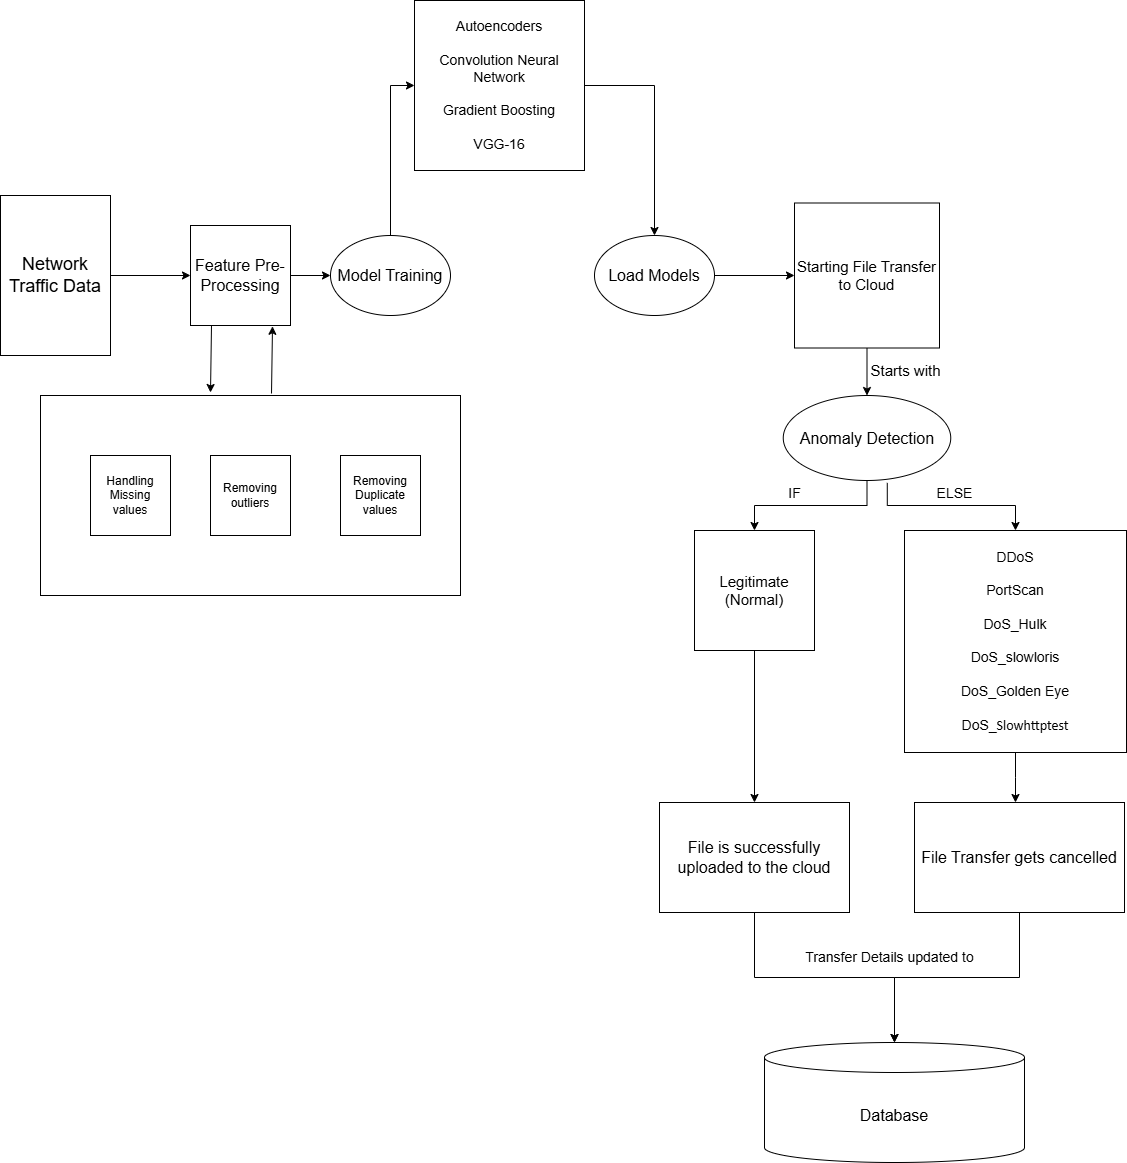 Autoencoders
Convolution Neural
Network
Gradient Boosting
VGG-16
Network
Traffic Data
Feature Pre-
Processing
Model Training
Load Models
Starting File Transfer
to Cloud
Starts with
Handling
Missing
values
Removing
outliers
Removing
Duplicate
values
Anomaly Detection
IF
ELSE
Legitimate
(Normal)
DDoS
PortScan
DoS_Hulk
DoS_slowloris
DoS_Golden Eye
DoS_Slowhttptest
File is successfully
uploaded to the cloud
File Transfer gets cancelled
Transfer Details updated to
Database